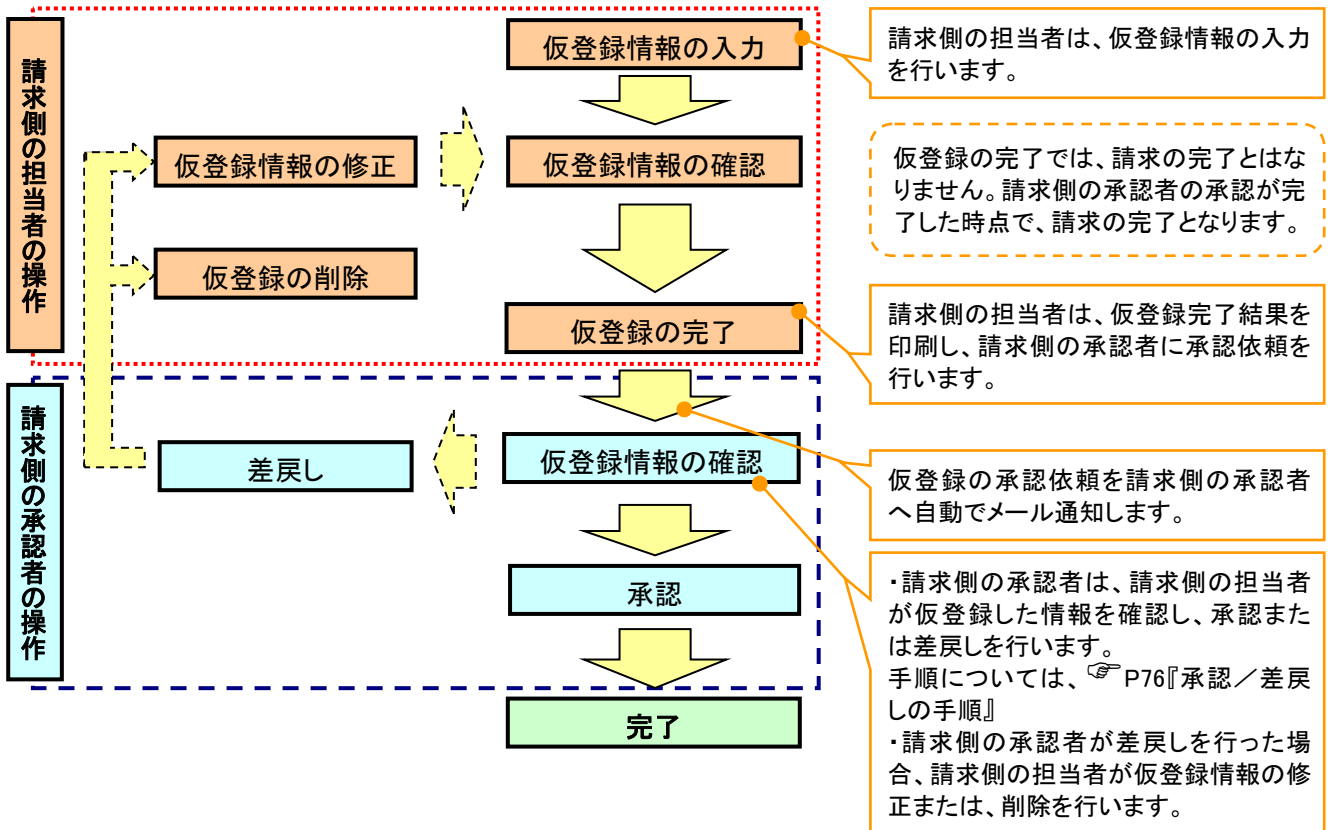 請求側の担当者の操作
仮登録情報の入力
仮登録情報の修正
仮登録情報の確認
仮登録の削除
仮登録の完了
請求側の承認者の操作
差戻し
仮登録情報の確認
承認
完了
請求側の担当者は、仮登録情報の入力
を行います。
仮登録の完了では、請求の完了とはな
りません。請求側の承認者の承認が完
了した時点で、請求の完了となります。
請求側の担当者は、仮登録完了結果を
印刷し、請求側の承認者に承認依頼を
行います。
仮登録の承認依頼を請求側の承認者
へ自動でメール通知します。
・請求側の承認者は、請求側の担当者
が仮登録した情報を確認し、承認また
は差戻しを行います。
手順については、☞P76『承認／差戻
しの手順』
・請求側の承認者が差戻しを行った場
合、請求側の担当者が仮登録情報の修
正または、削除を行います。